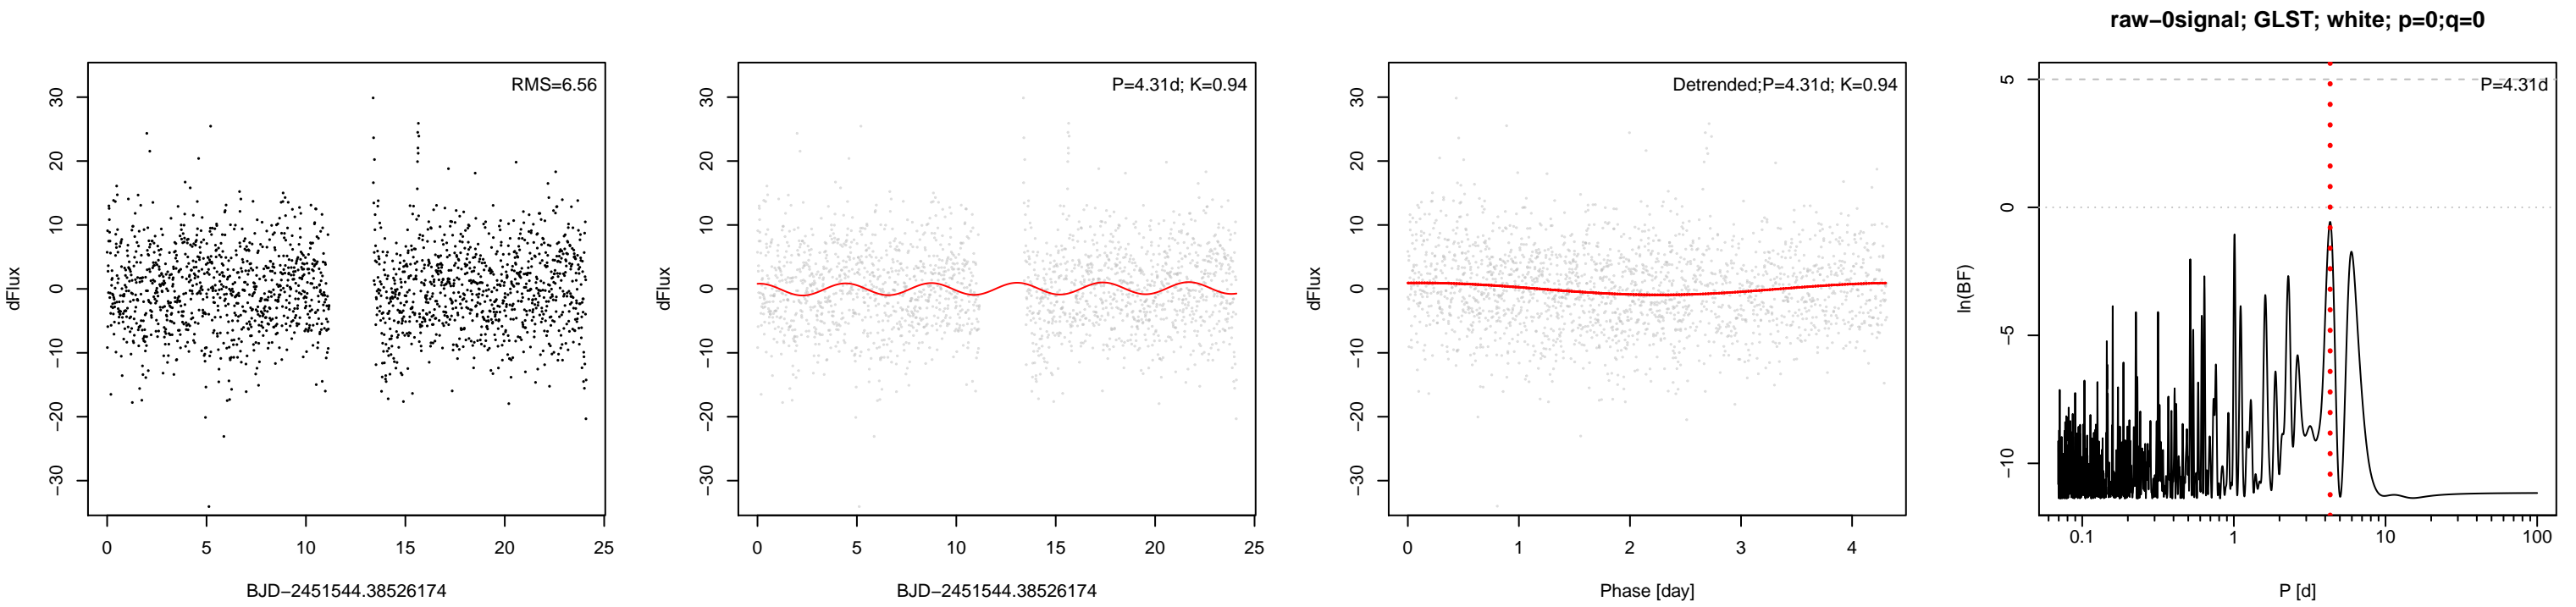 raw−0signal; GLST; white; p=0;q=0
RMS=6.56
dFlux
30
20
10
0
−10
−20
−30
0 5 10 15 20 25
BJD−2451544.38526174
P=4.31d; K=0.94
dFlux
30
20
10
0
−10
−20
−30
0 5 10 15 20 25
BJD−2451544.38526174
Detrended;P=4.31d; K=0.94
dFlux
30
20
10
0
−10
−20
−30
0 1 2 3 4
Phase [day]
P=4.31d
ln(BF)
5
0
−5
−10
0.1 1 10 100
P [d]